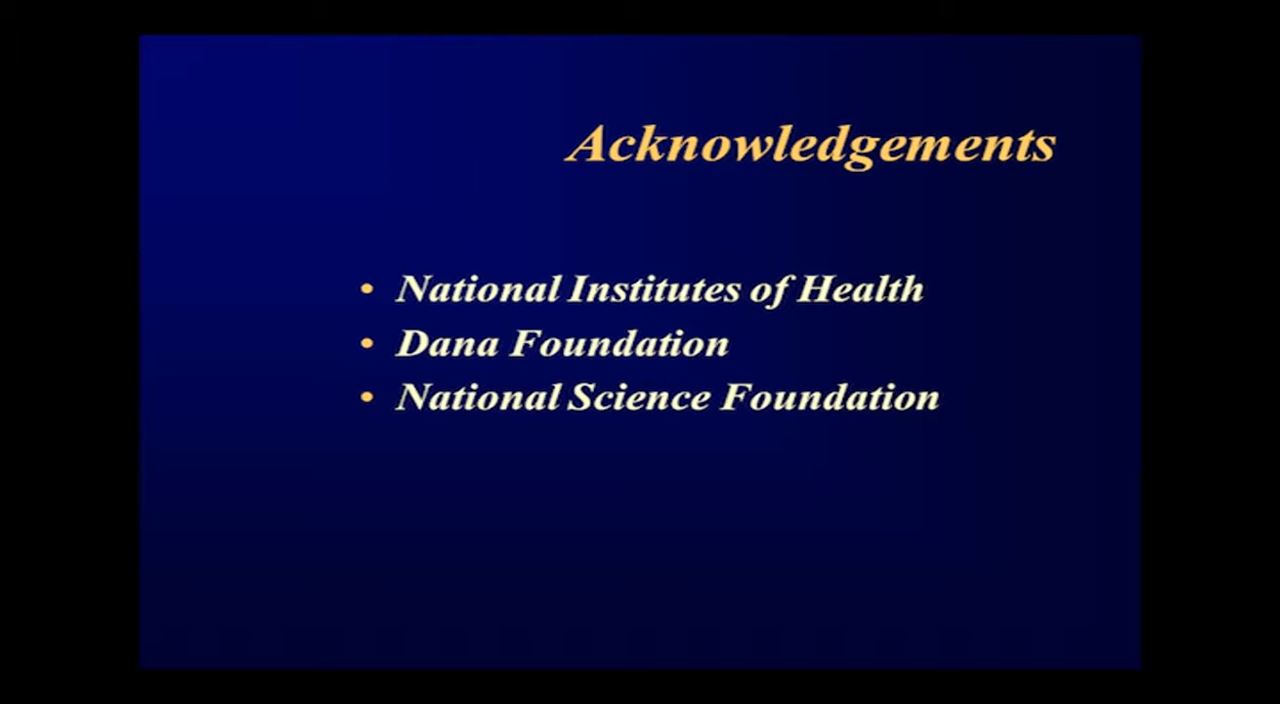 Acknowledgements
• National Institutes of Health
• Dana Foundation
• National Science Foundation